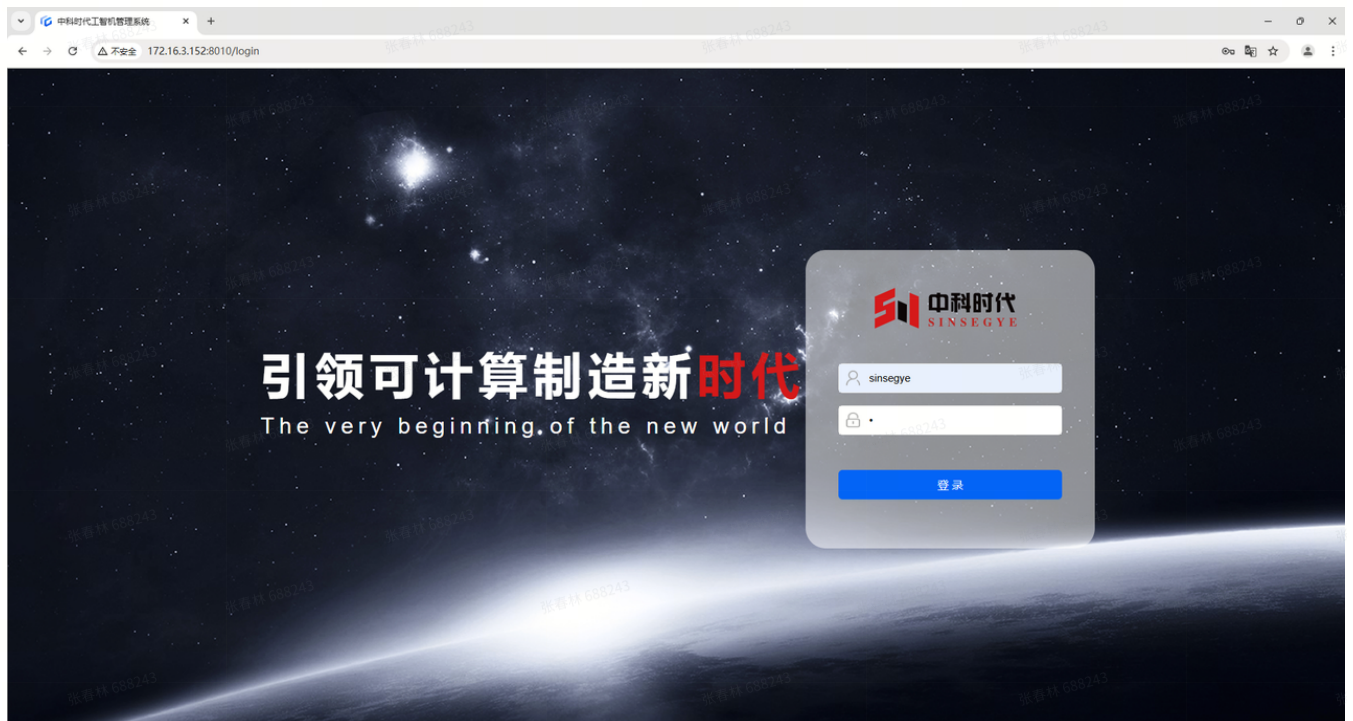 中科时代工智机管理系统
不安全 172.16.3.152:8010/login
中科时代
SINSEGYE
引领可计算制造新时代
The very beginning of the new world
sinsegye
登录
张春林 688243